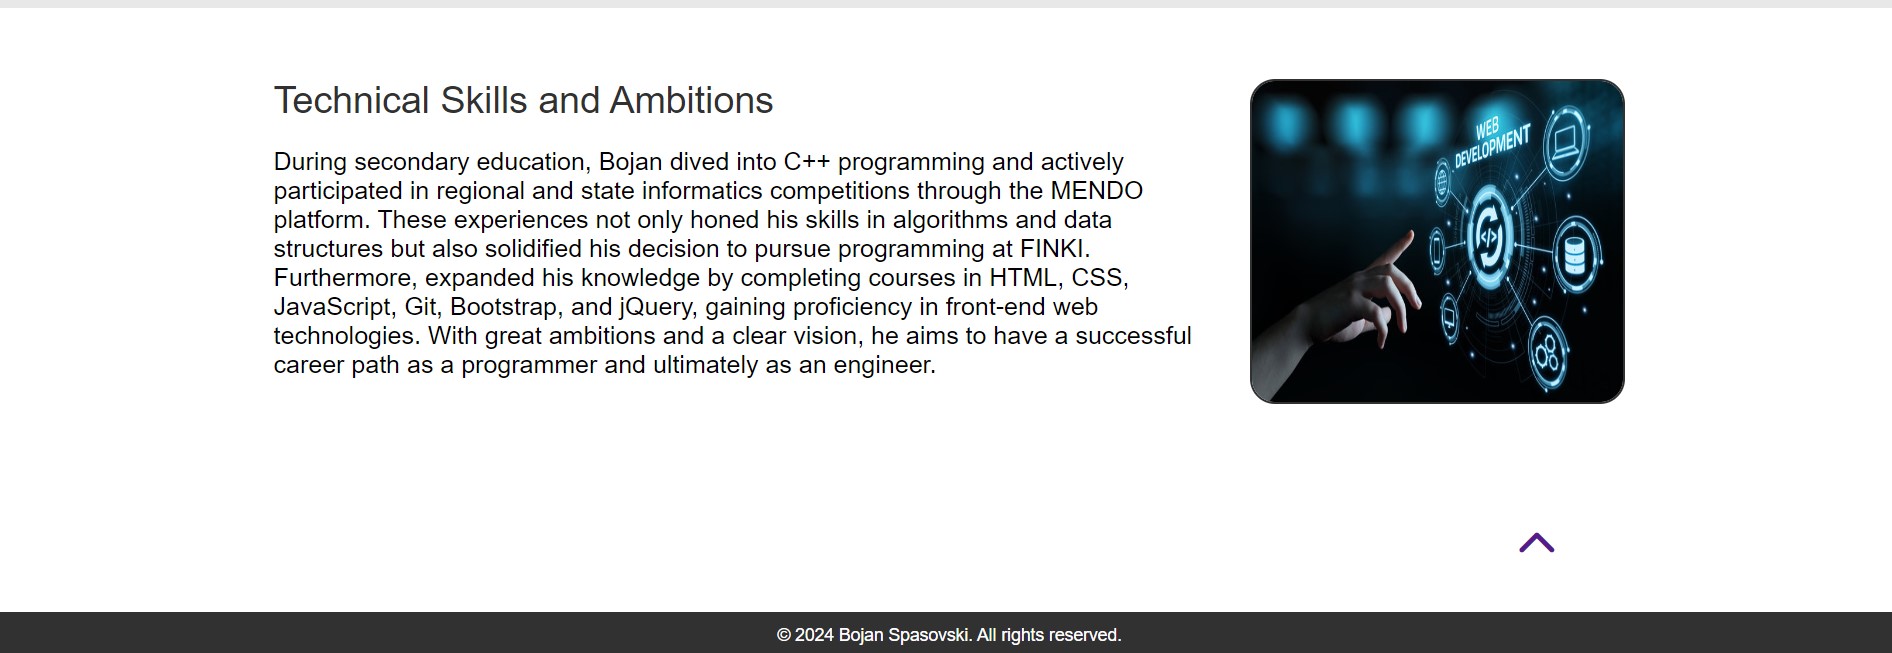 Technical Skills and Ambitions
During secondary education, Bojan dived into C++ programming and actively
participated in regional and state informatics competitions through the MENDO
platform. These experiences not only honed his skills in algorithms and data
structures but also solidified his decision to pursue programming at FINKI.
Furthermore, expanded his knowledge by completing courses in HTML, CSS,
JavaScript, Git, Bootstrap, and jQuery, gaining proficiency in front-end web
technologies. With great ambitions and a clear vision, he aims to have a successful
career path as a programmer and ultimately as an engineer.
WEB
DEVELOPMENT
</>
© 2024 Bojan Spasovski. All rights reserved.